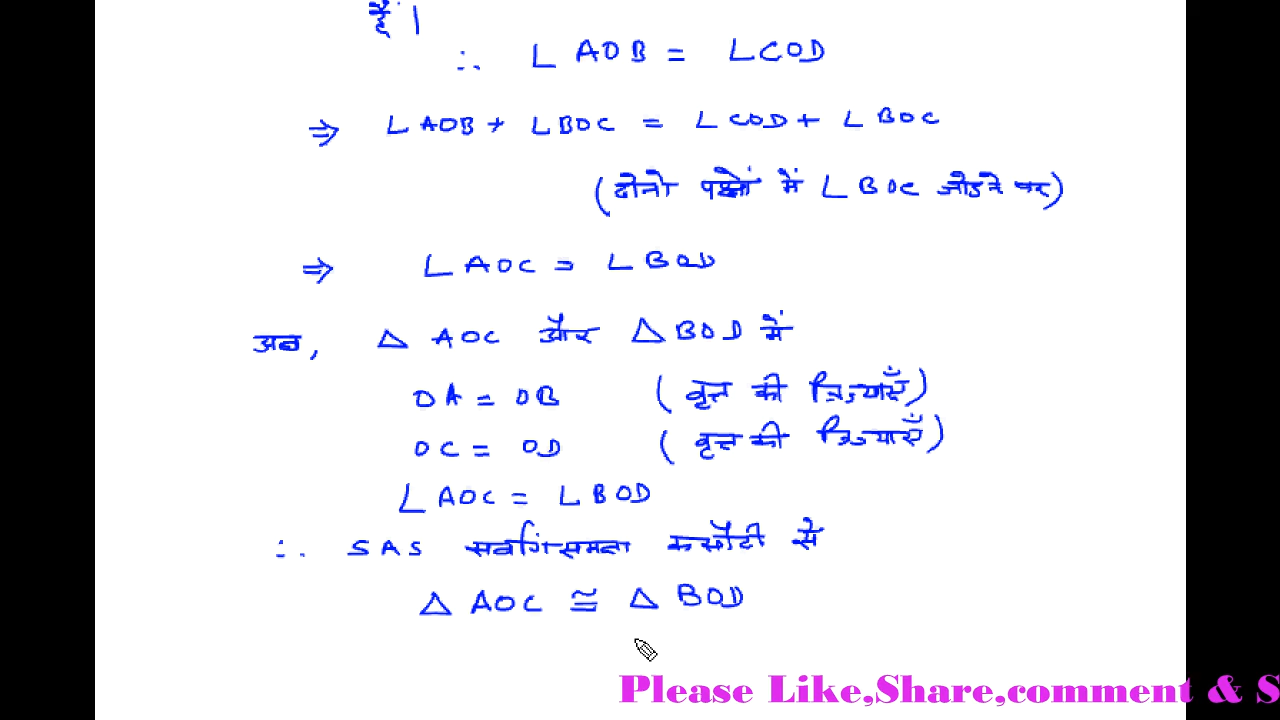 हैं।
∴ ∠AOB = ∠COD
⇒ ∠AOB + ∠BOC = ∠COD + ∠BOC
(दोनो पक्षों में ∠BOC जोडने पर)
⇒ ∠AOC = ∠BOD
अब, △AOC और △BOD में
OA = OB (वृत्त की त्रिज्याएँ)
OC = OD (वृत्त की त्रिज्याएँ)
∠AOC = ∠BOD
∴ SAS सर्वांगसमता कसौटी से
△AOC ≅ △BOD
Please Like,Share,comment & S